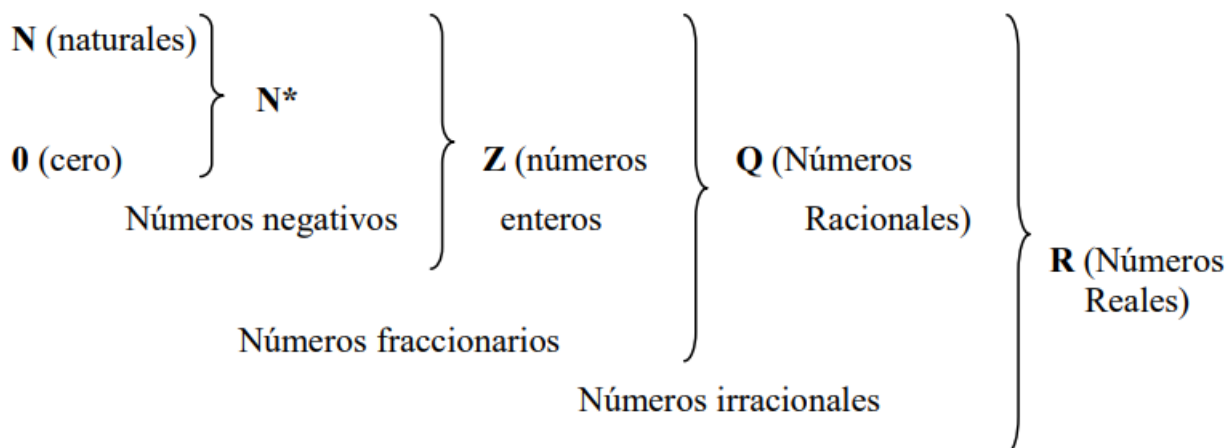 N (naturales)
N*
0 (cero)
Z (números
enteros
Q (Números
Racionales)
Números negativos
R (Números
Reales)
Números fraccionarios
Números irracionales